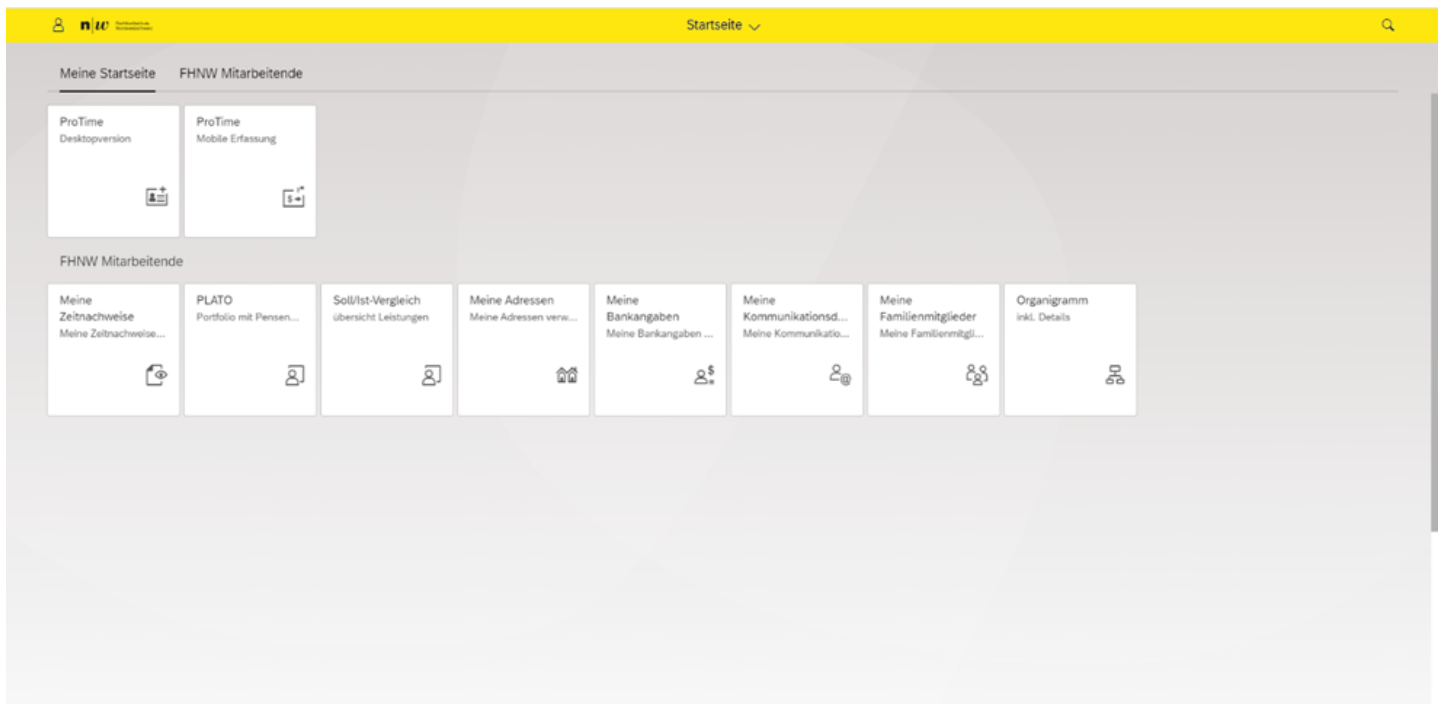 n|w
Startseite
Meine Startseite FHNW Mitarbeitende
ProTime
Desktopversion
ProTime
Mobile Erfassung
FHNW Mitarbeitende
Meine
Zeitnachweise
Meine Zeitnachweise...
PLATO
Portfolio mit Pensen...
Soll/Ist-Vergleich
übersicht Leistungen
Meine Adressen
Meine Adressen verw...
Meine
Bankangaben
Meine Bankangaben ...
Meine
Kommunikationsd...
Meine Kommunikatio...
Meine
Familienmitglieder
Meine Familienmitgli...
Organigramm
inkl. Details